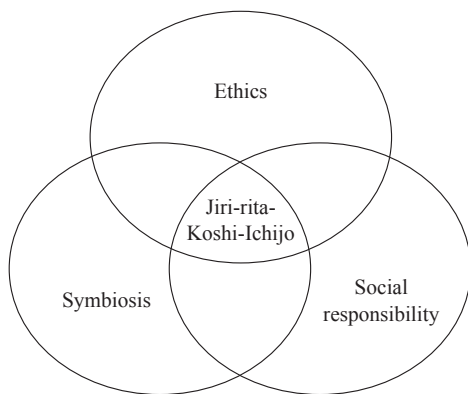 Ethics
Jiri-rita-
Koshi-Ichijo
Symbiosis
Social
responsibility